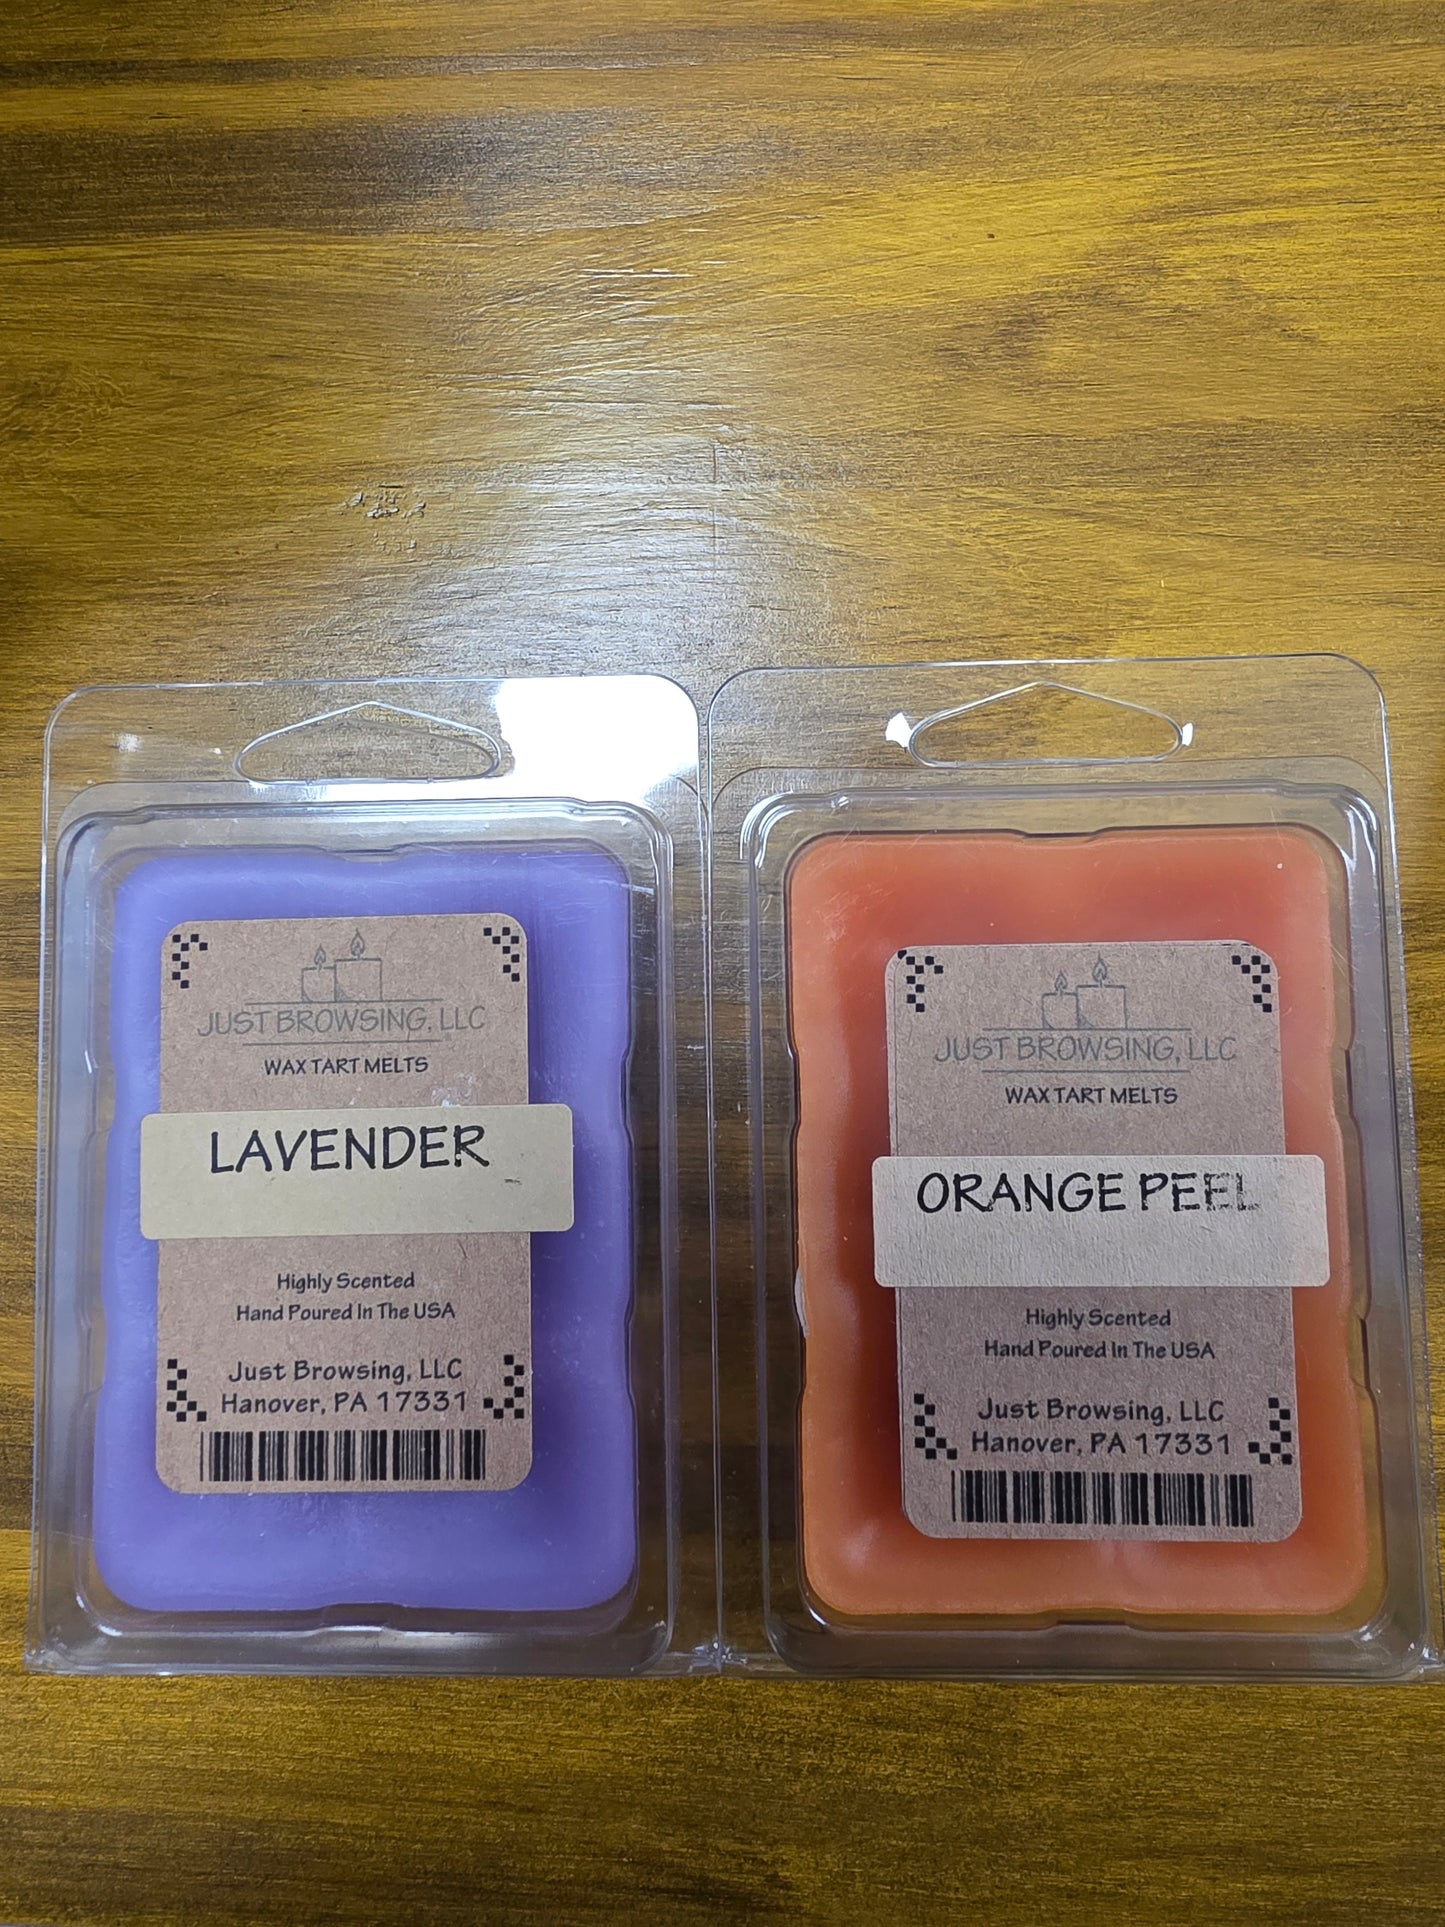 JUST BROWSING, LLC
WAX TART MELTS
LAVENDER
Highly Scented
Hand Poured In The USA
Just Browsing, LLC
Hanover, PA 17331
JUST BROWSING, LLC
WAX TART MELTS
ORANGE PEEL
Highly Scented
Hand Poured In The USA
Just Browsing, LLC
Hanover, PA 17331